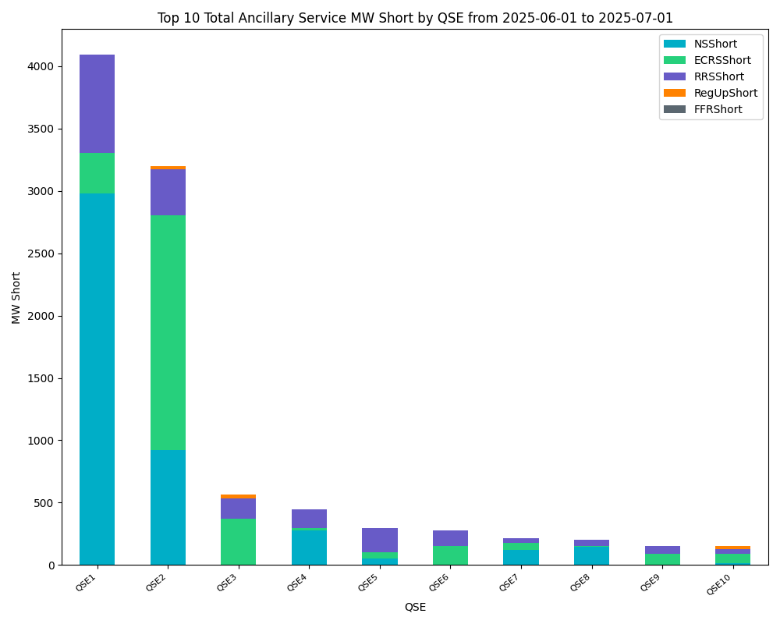 Top 10 Total Ancillary Service MW Short by QSE from 2025-06-01 to 2025-07-01
NSShort
ECRSShort
RRSShort
RegUpShort
FFRShort
MW Short
4000
3500
3000
2500
2000
1500
1000
500
0
QSE1
QSE2
QSE3
QSE4
QSE5
QSE6
QSE7
QSE8
QSE9
QSE10
QSE